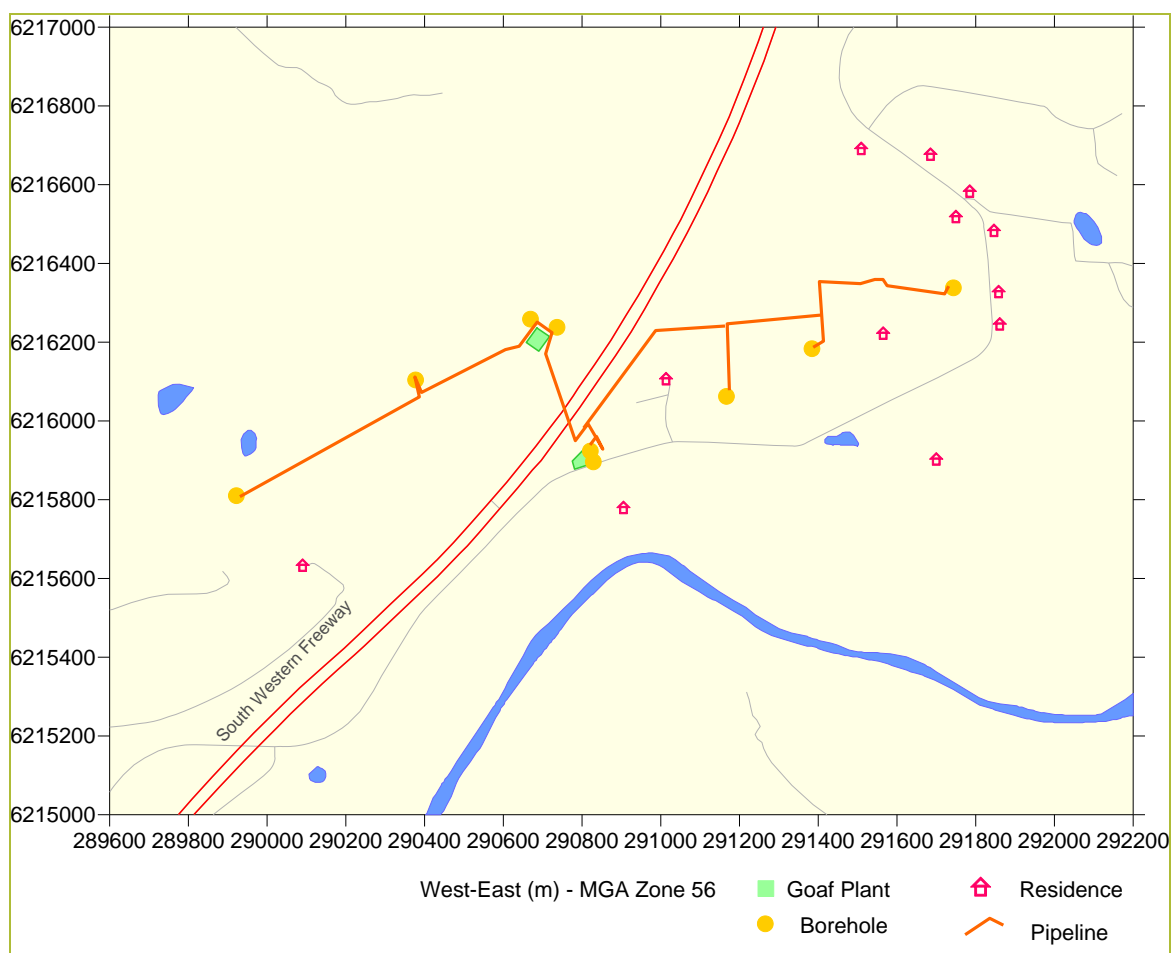 6217000
6216800
6216600
6216400
6216200
6216000
6215800
6215600
6215400
6215200
6215000
South Western Freeway
289600 289800 290000 290200 290400 290600 290800 291000 291200 291400 291600 291800 292000 292200
West-East (m) - MGA Zone 56
Goaf Plant
Residence
Borehole
Pipeline